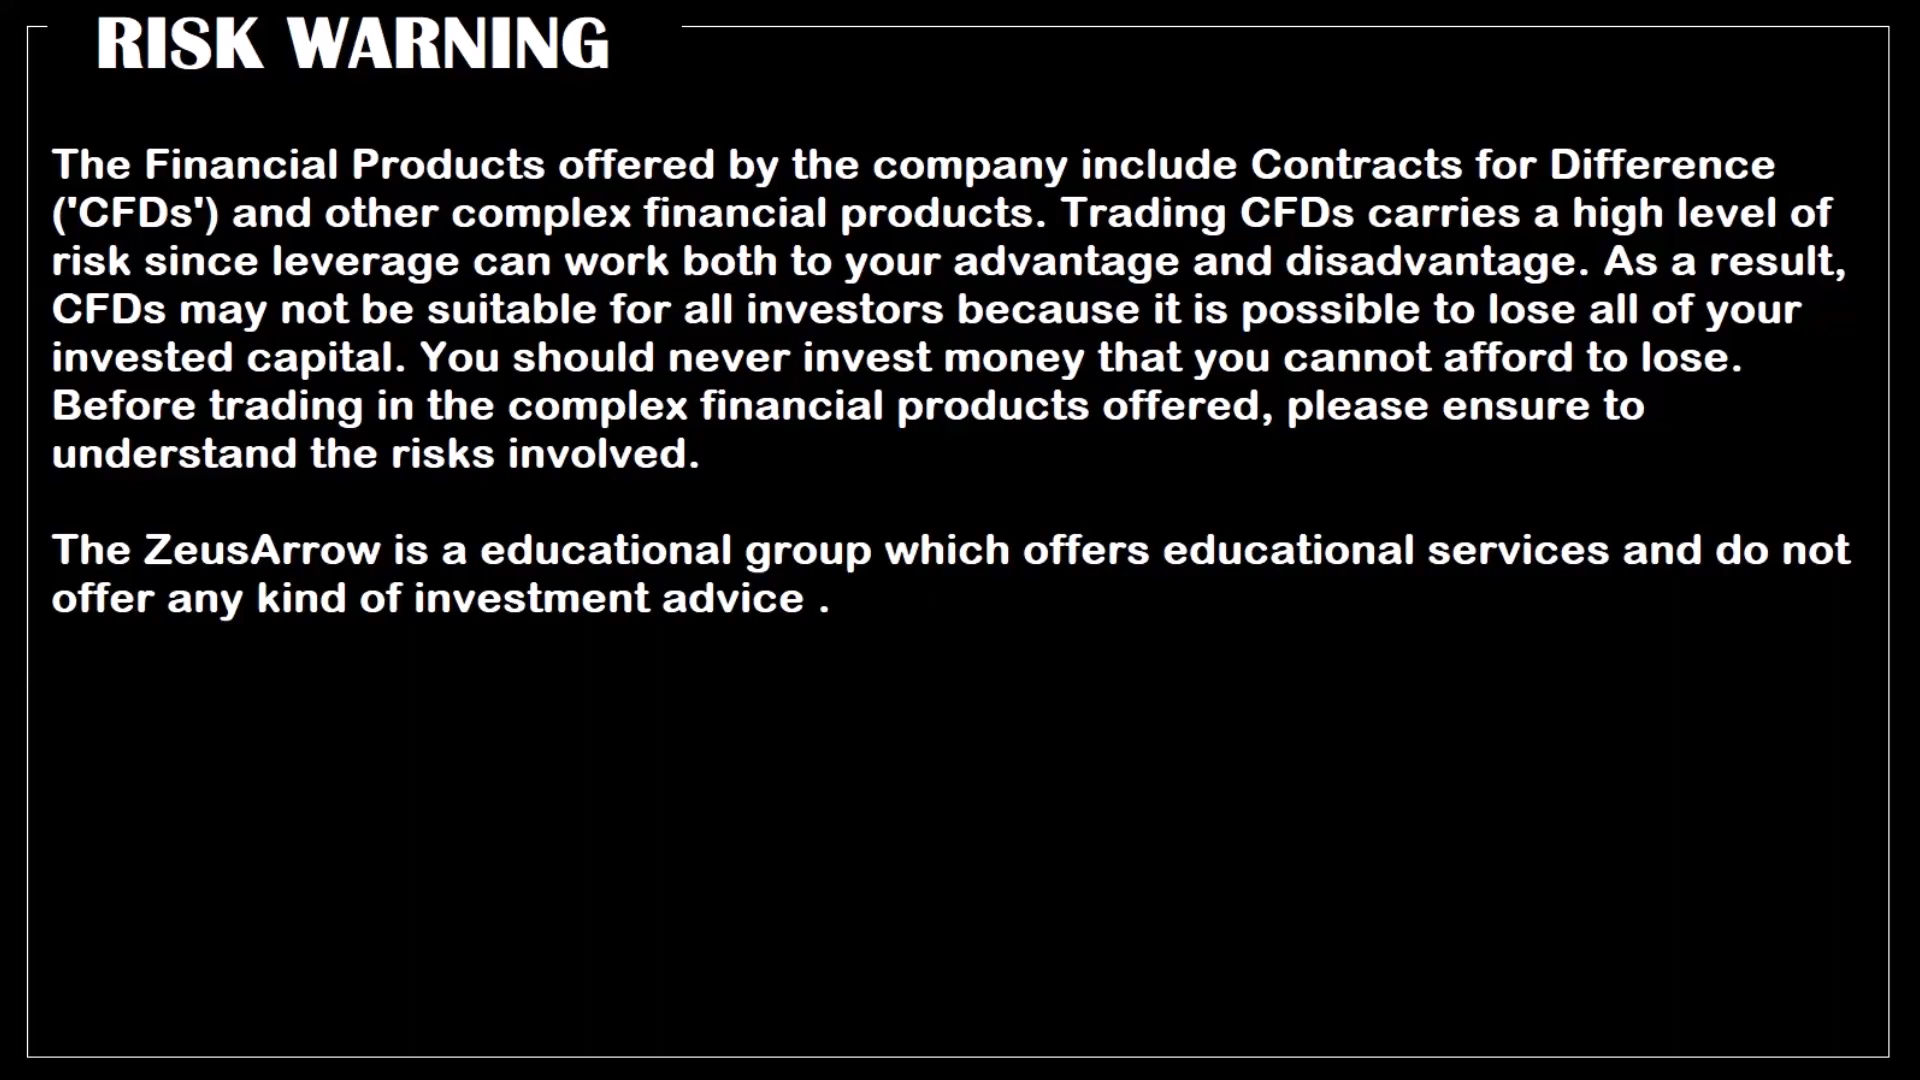 RISK WARNING
The Financial Products offered by the company include Contracts for Difference
('CFDs') and other complex financial products. Trading CFDs carries a high level of
risk since leverage can work both to your advantage and disadvantage. As a result,
CFDs may not be suitable for all investors because it is possible to lose all of your
invested capital. You should never invest money that you cannot afford to lose.
Before trading in the complex financial products offered, please ensure to
understand the risks involved.
The ZeusArrow is a educational group which offers educational services and do not
offer any kind of investment advice .